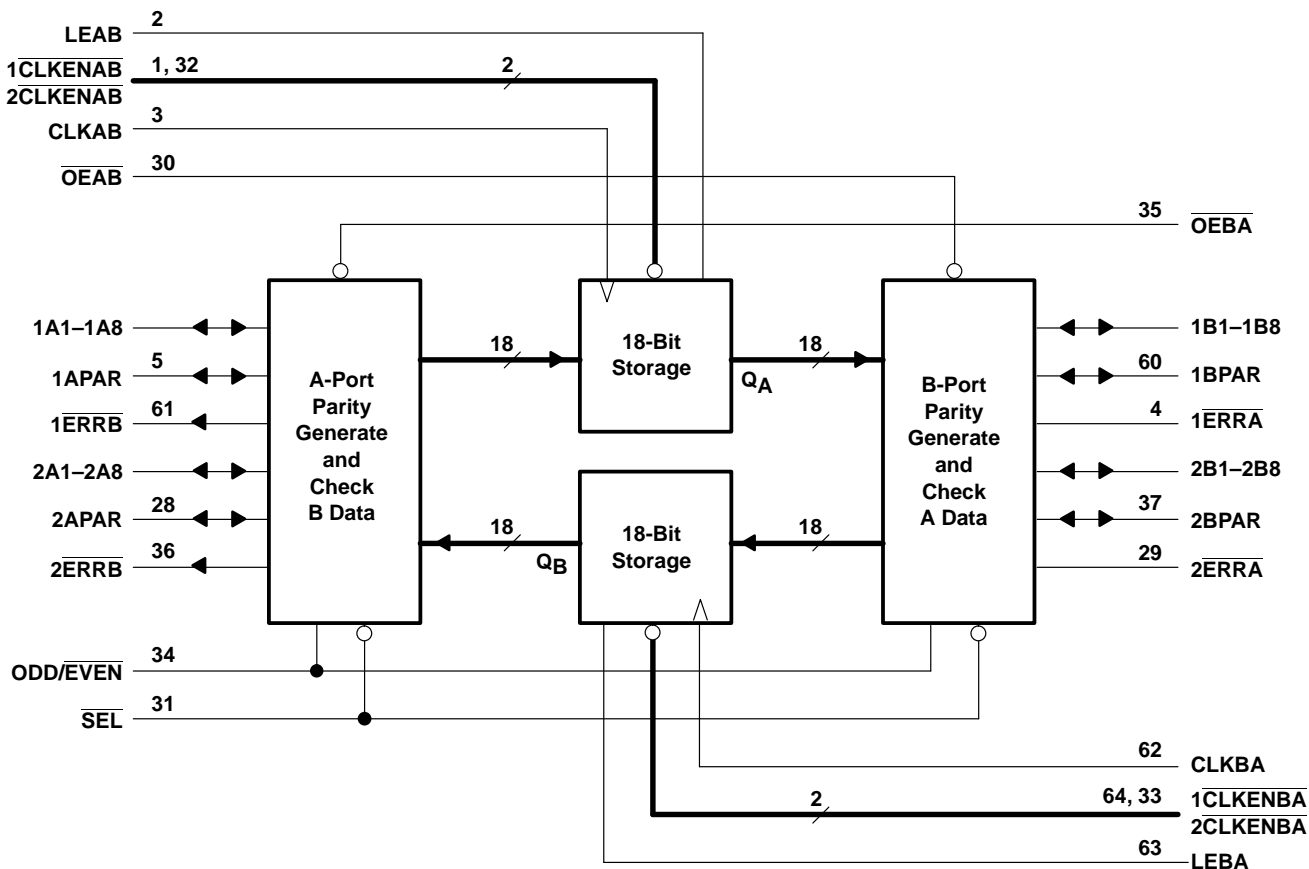 LEAB 2
1CLKENAB 1, 32 2
2CLKENAB
CLKAB 3
OEAB 30
35 OEBA
1A1–1A8
5
1APAR
61
1ERRB
2A1–2A8
28
2APAR
36
2ERRB
A-Port
Parity
Generate
and
Check
B Data
18
18-Bit
Storage
QA
18
18
QB
18-Bit
Storage
18
B-Port
Parity
Generate
and
Check
A Data
1B1–1B8
60
1BPAR
4
1ERRA
2B1–2B8
37
2BPAR
29
2ERRA
ODD/EVEN 34
SEL 31
62 CLKBA
2 64, 33 1CLKENBA
2CLKENBA
63 LEBA